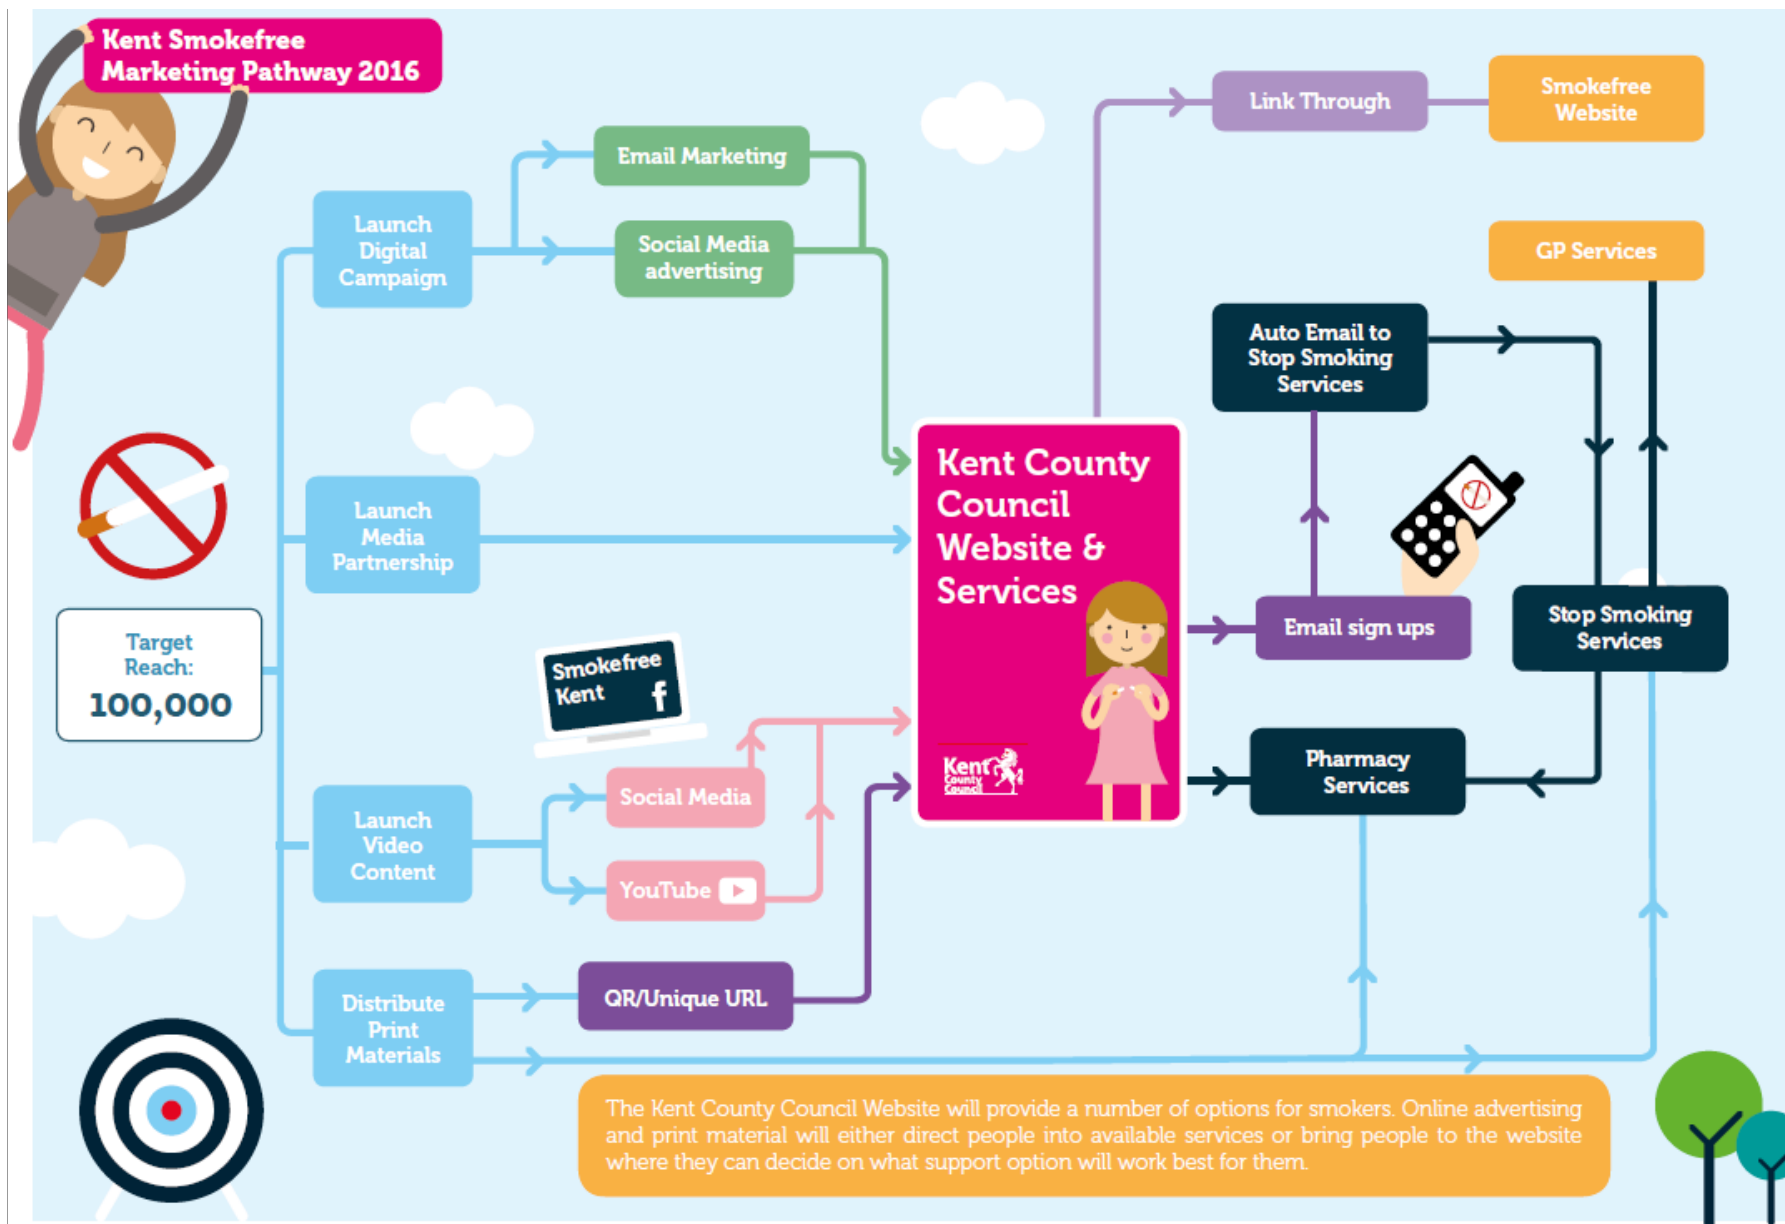 Kent Smokefree
Marketing Pathway 2016
Link Through
Smokefree
Website
Email Marketing
Launch
Digital
Campaign
Social Media
advertising
GP Services
Auto Email to
Stop Smoking
Services
Launch
Media
Partnership
Kent County
Council
Website &
Services
Kent
County
Council
Email sign ups
Stop Smoking
Services
Target
Reach:
100,000
Smokefree
Kent f
Pharmacy
Services
Launch
Video
Content
Social Media
YouTube
Distribute
Print
Materials
QR/Unique URL
The Kent County Council Website will provide a number of options for smokers. Online advertising
and print material will either direct people into available services or bring people to the website
where they can decide on what support option will work best for them.